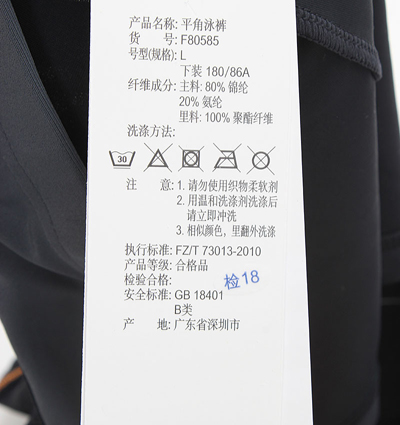 产品名称: 平角泳裤
货 号: F80585
号型(规格): L
下装 180/86A
纤维成分: 主料: 80% 锦纶
20% 氨纶
里料: 100% 聚酯纤维
洗涤方法:
30
注 意: 1. 请勿使用织物柔软剂
2. 用温和洗涤剂洗涤后
请立即冲洗
3. 相似颜色，里翻外洗涤
执行标准: FZ/T 73013-2010
产品等级: 合格品
检验合格: 检18
安全标准: GB 18401
B类
产 地: 广东省深圳市